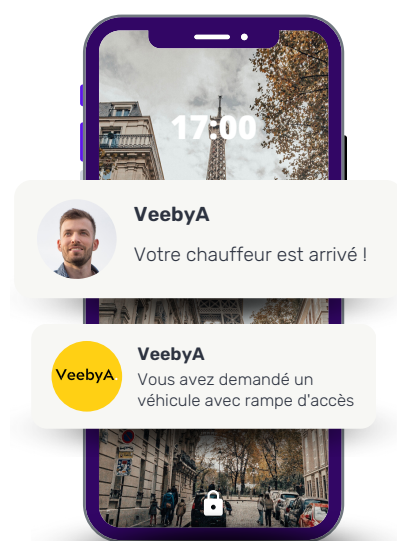 17:00
VeebyA
Votre chauffeur est arrivé !
VeebyA
VeebyA
Vous avez demandé un
véhicule avec rampe d'accès